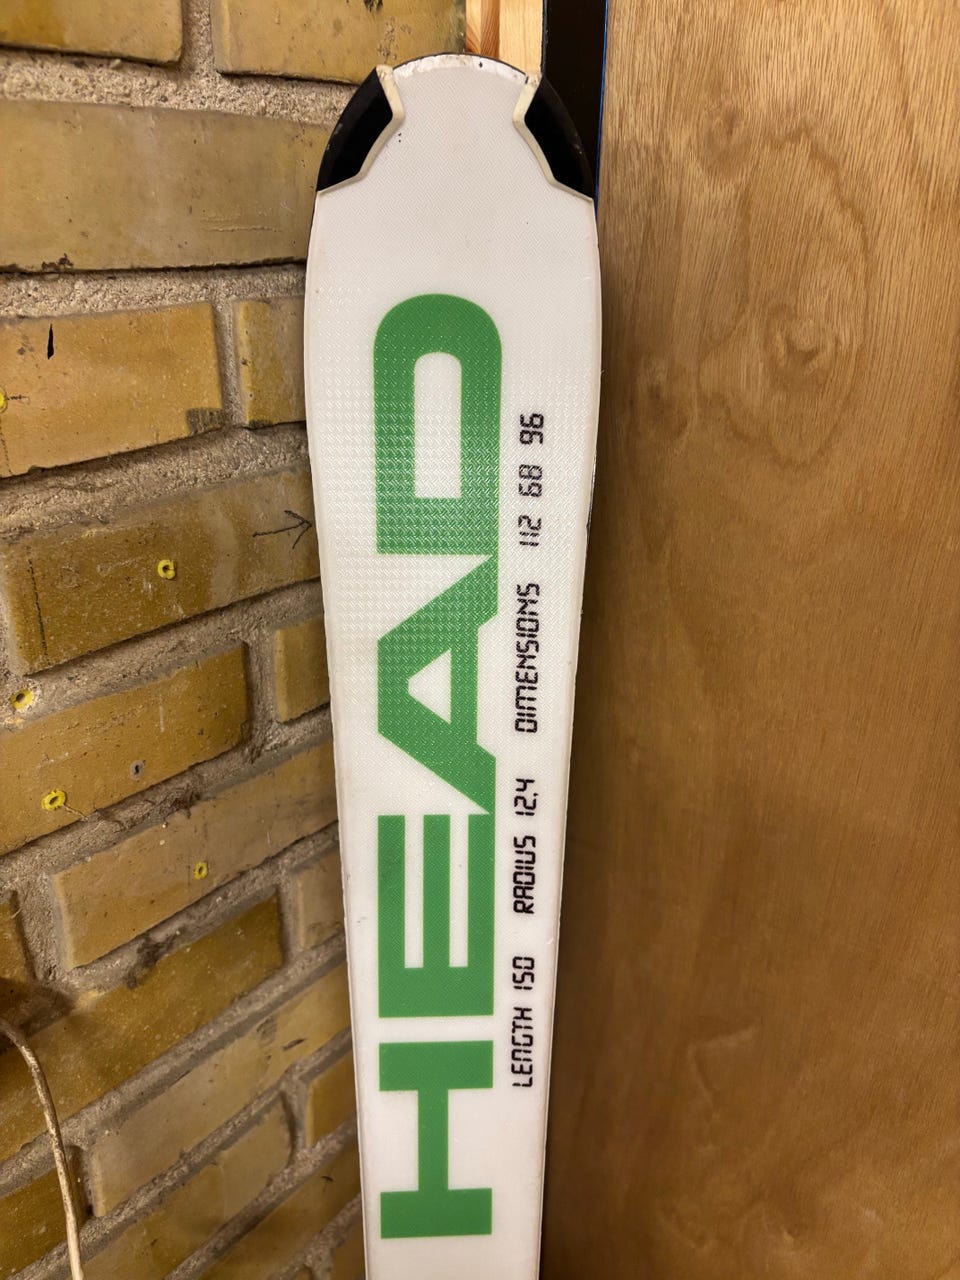 HEAD
LENGTH 150 RADIUS 12,4 DIMENSIONS 112 68 96